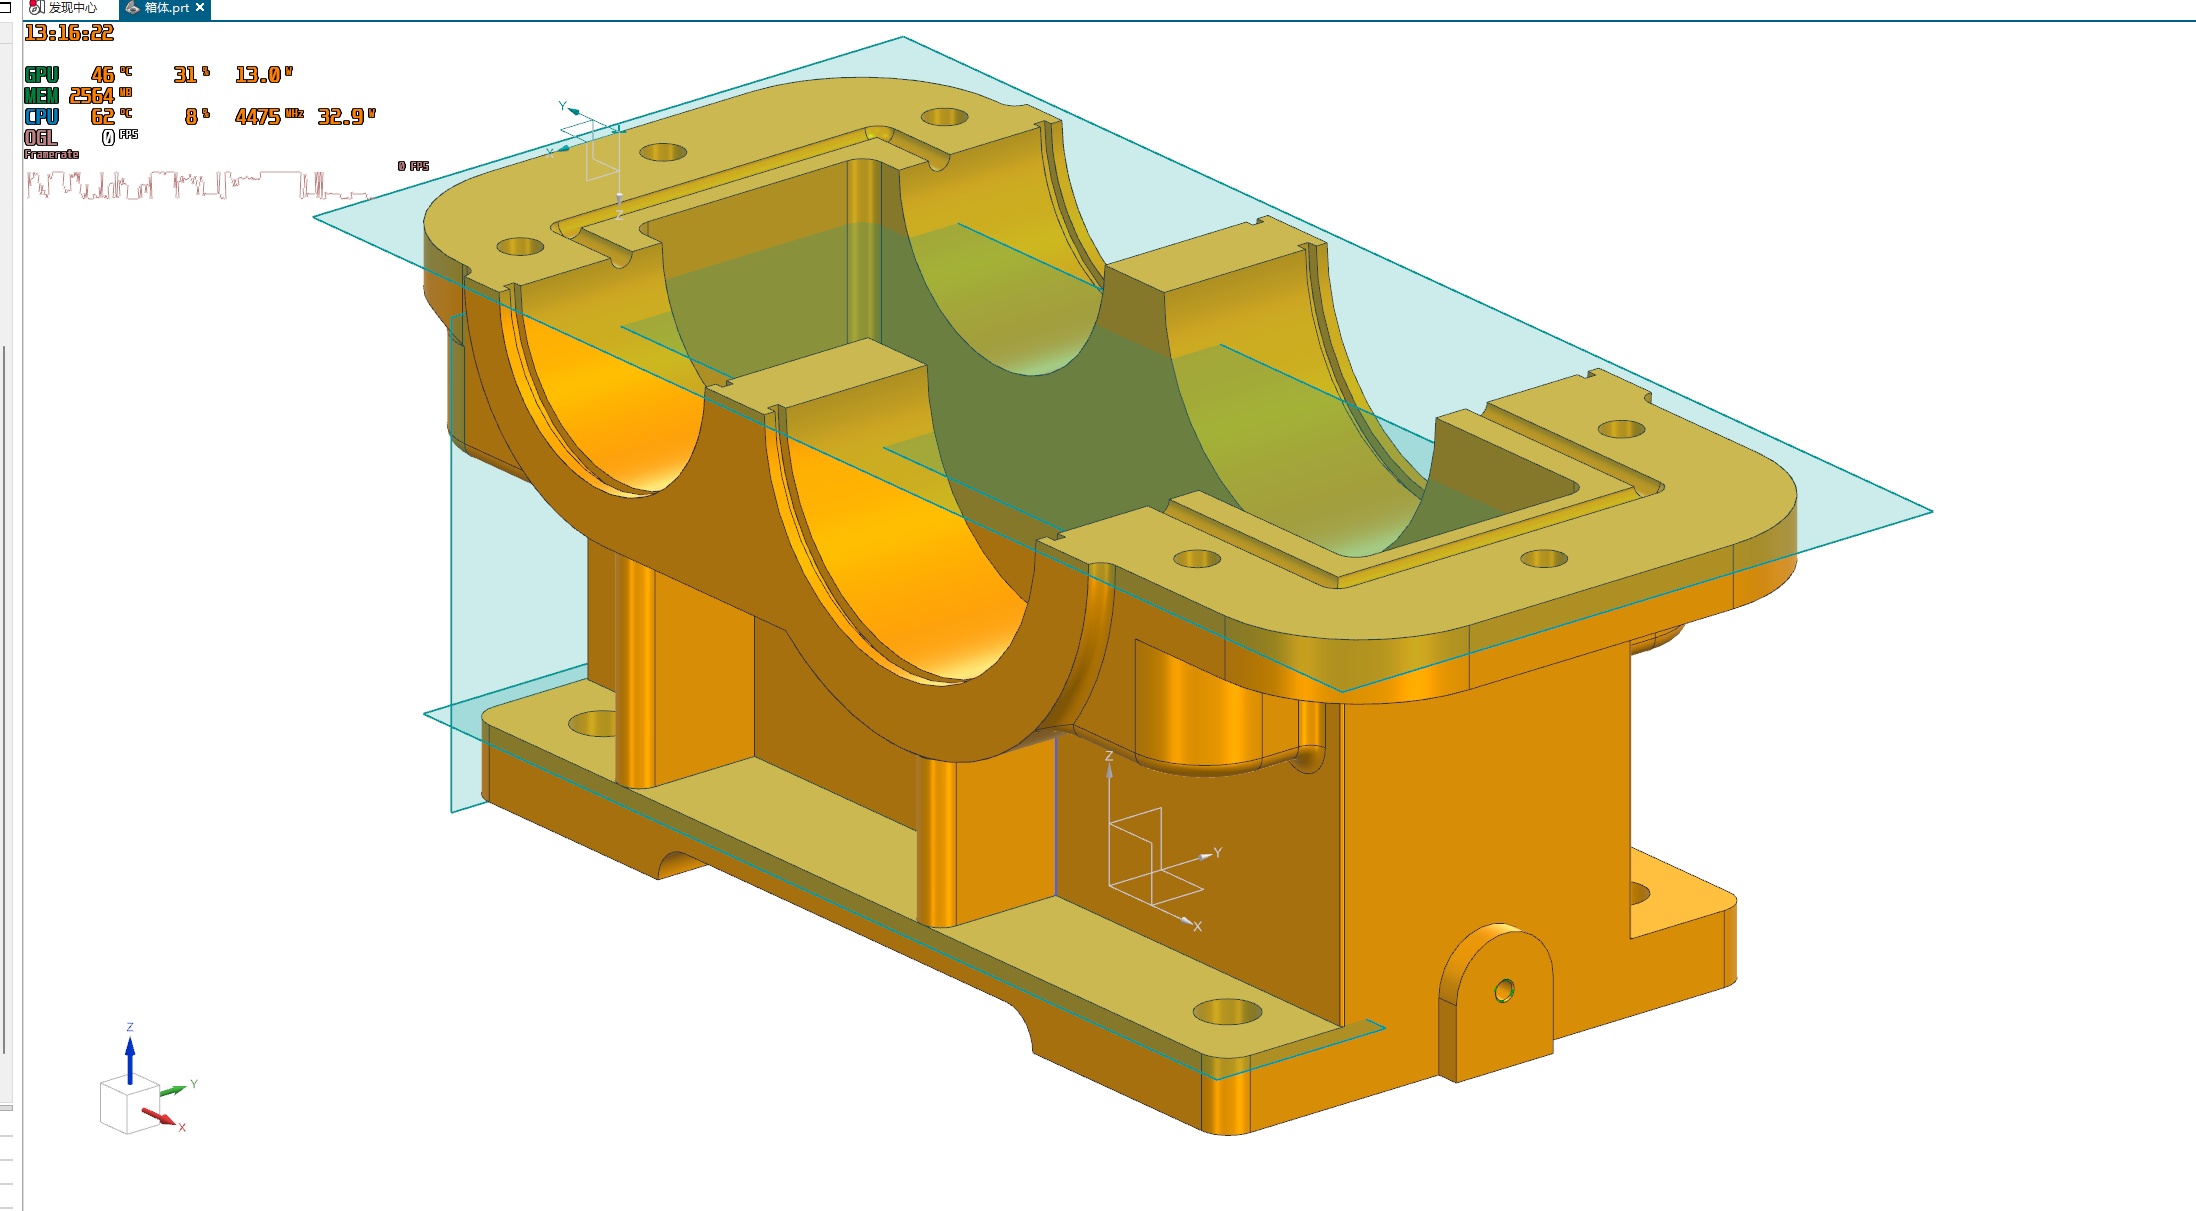 发现中心 箱体.prt ×
13:16:22
GPU 46 °C 31 % 13.0 W
MEM 2564 MB
CPU 62 °C 8 % 4475 MHz 32.9 W
OGL 0 FPS
Framerate
0 FPS
Y
X
Z
Z
Y
X
Z
Y
X